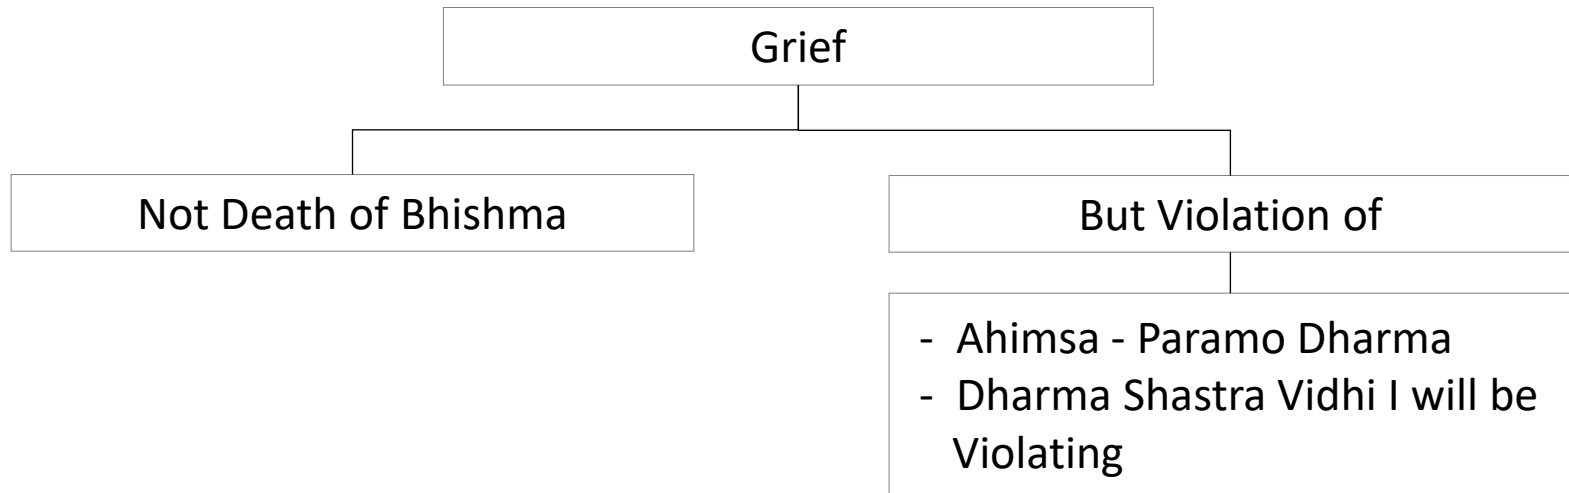 Grief
Not Death of Bhishma
But Violation of
- Ahimsa - Paramo Dharma
- Dharma Shastra Vidhi I will be
Violating